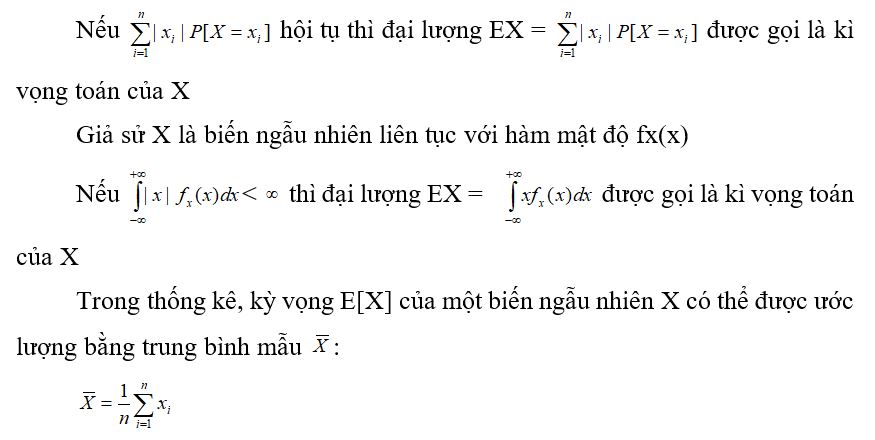 Nếu $\sum_{i=1}^{n} | x_i | P[X = x_i]$ hội tụ thì đại lượng EX = $\sum_{i=1}^{n} | x_i | P[X = x_i]$ được gọi là kì
vọng toán của X
Giả sử X là biến ngẫu nhiên liên tục với hàm mật độ fx(x)
Nếu $\int_{-\infty}^{+\infty} | x | f_x(x)dx < \infty$ thì đại lượng EX = $\int_{-\infty}^{+\infty} xf_x(x)dx$ được gọi là kì vọng toán
của X
Trong thống kê, kỳ vọng E[X] của một biến ngẫu nhiên X có thể được ước
lượng bằng trung bình mẫu $\overline{X}$ :
$\overline{X} = \frac{1}{n} \sum_{i=1}^{n} x_i$